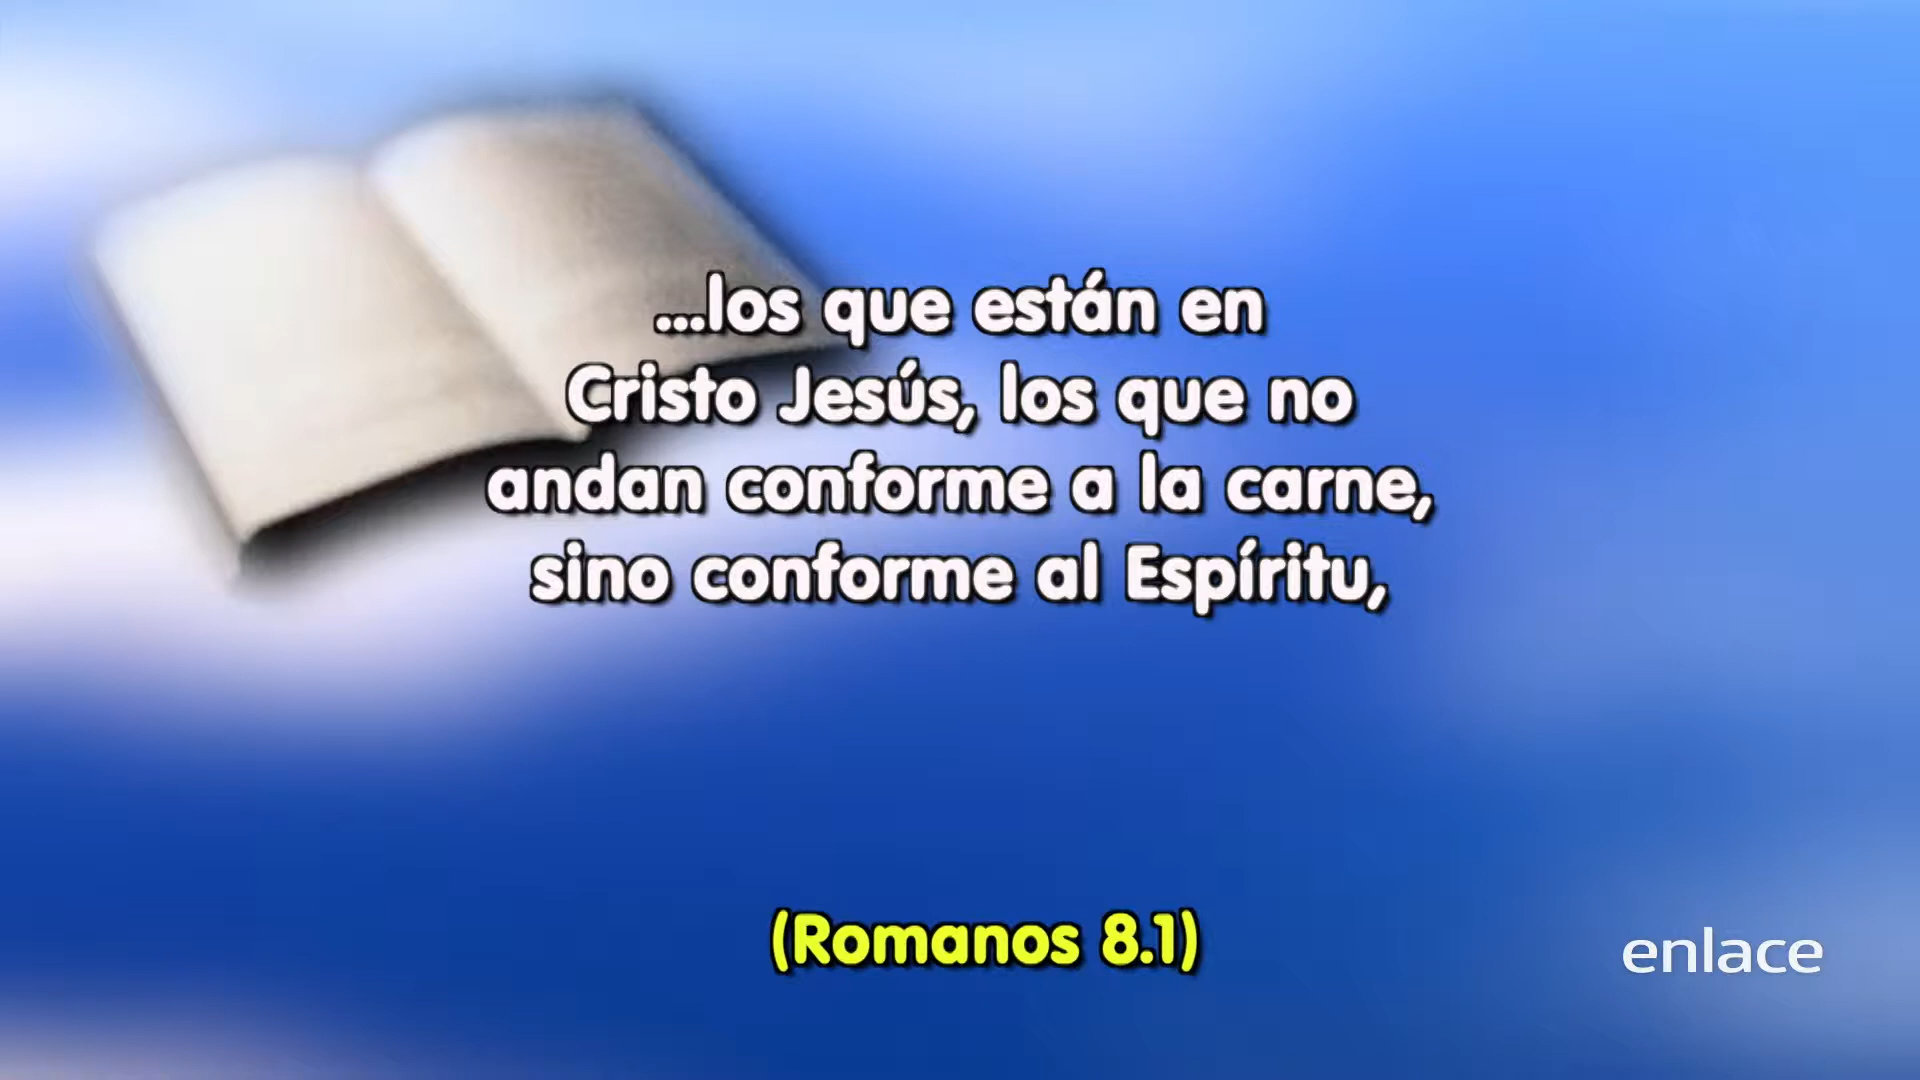 ...los que están en
Cristo Jesús, los que no
andan conforme a la carne,
sino conforme al Espíritu,
(Romanos 8.1)
enlace